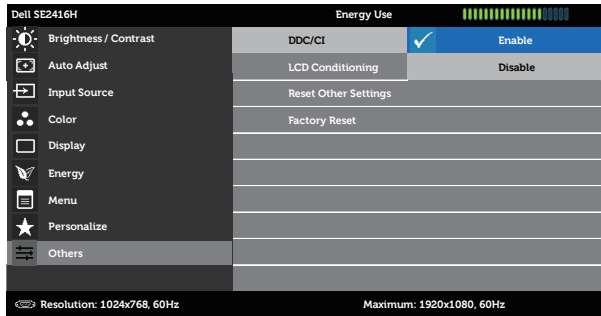 Dell SE2416H Energy Use
Brightness / Contrast DDC/CI Enable
Auto Adjust LCD Conditioning Disable
Input Source Reset Other Settings
Color Factory Reset
Display
Energy
Menu
Personalize
Others
Resolution: 1024x768, 60Hz Maximum: 1920x1080, 60Hz